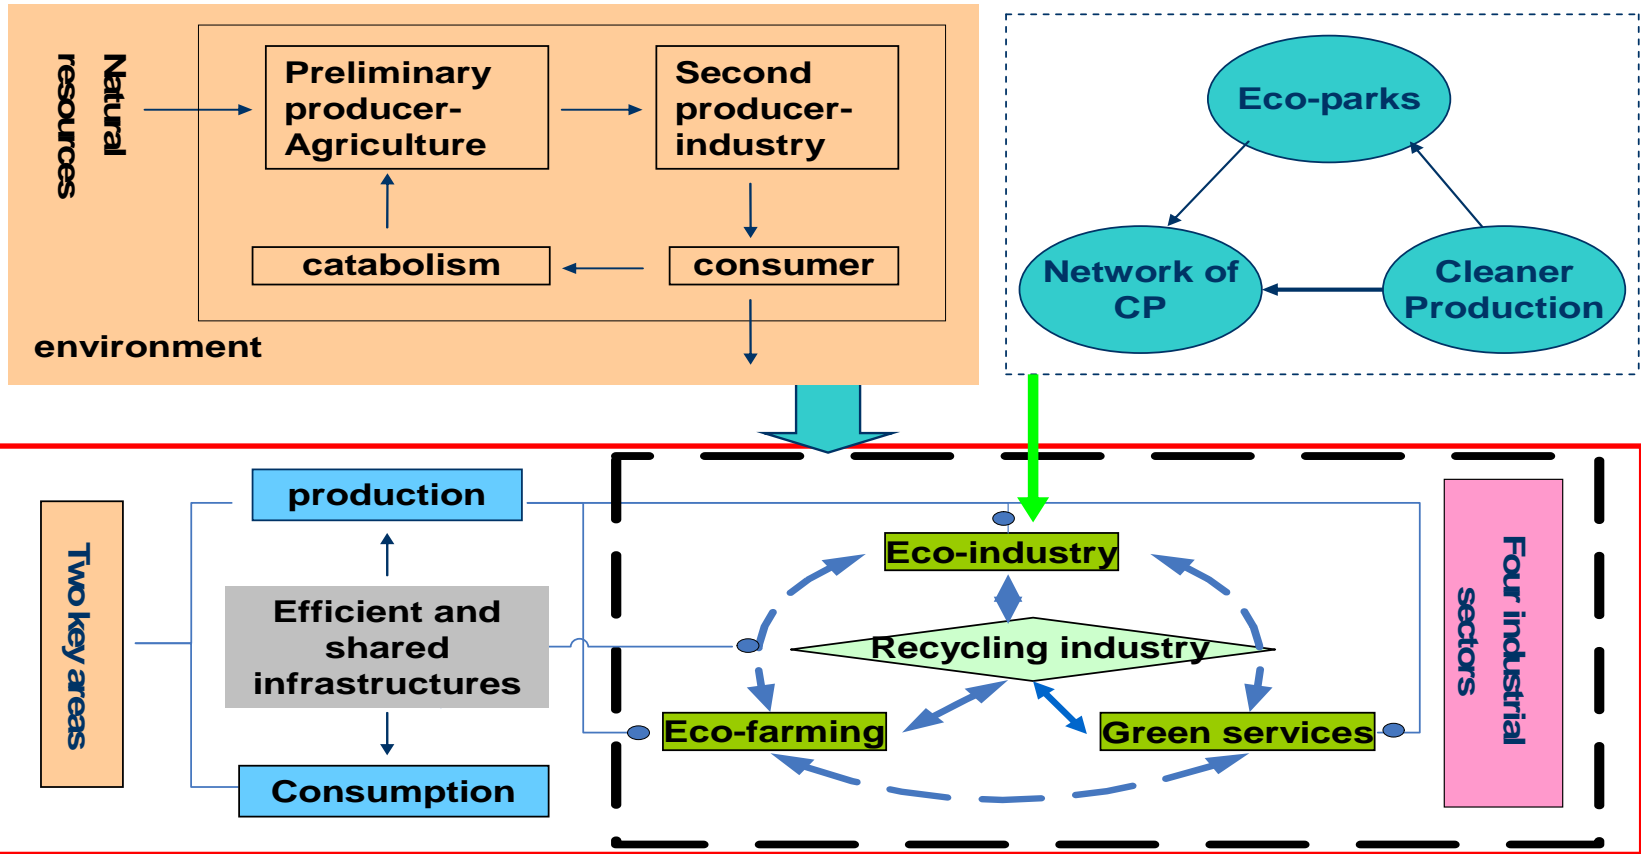 Natural
resources
Preliminary
producer-
Agriculture
Second
producer-
industry
catabolism
consumer
environment
Eco-parks
Network of
CP
Cleaner
Production
Two key areas
production
Efficient and
shared
infrastructures
Consumption
Eco-industry
Recycling industry
Eco-farming
Green services
Four industrial
sectors